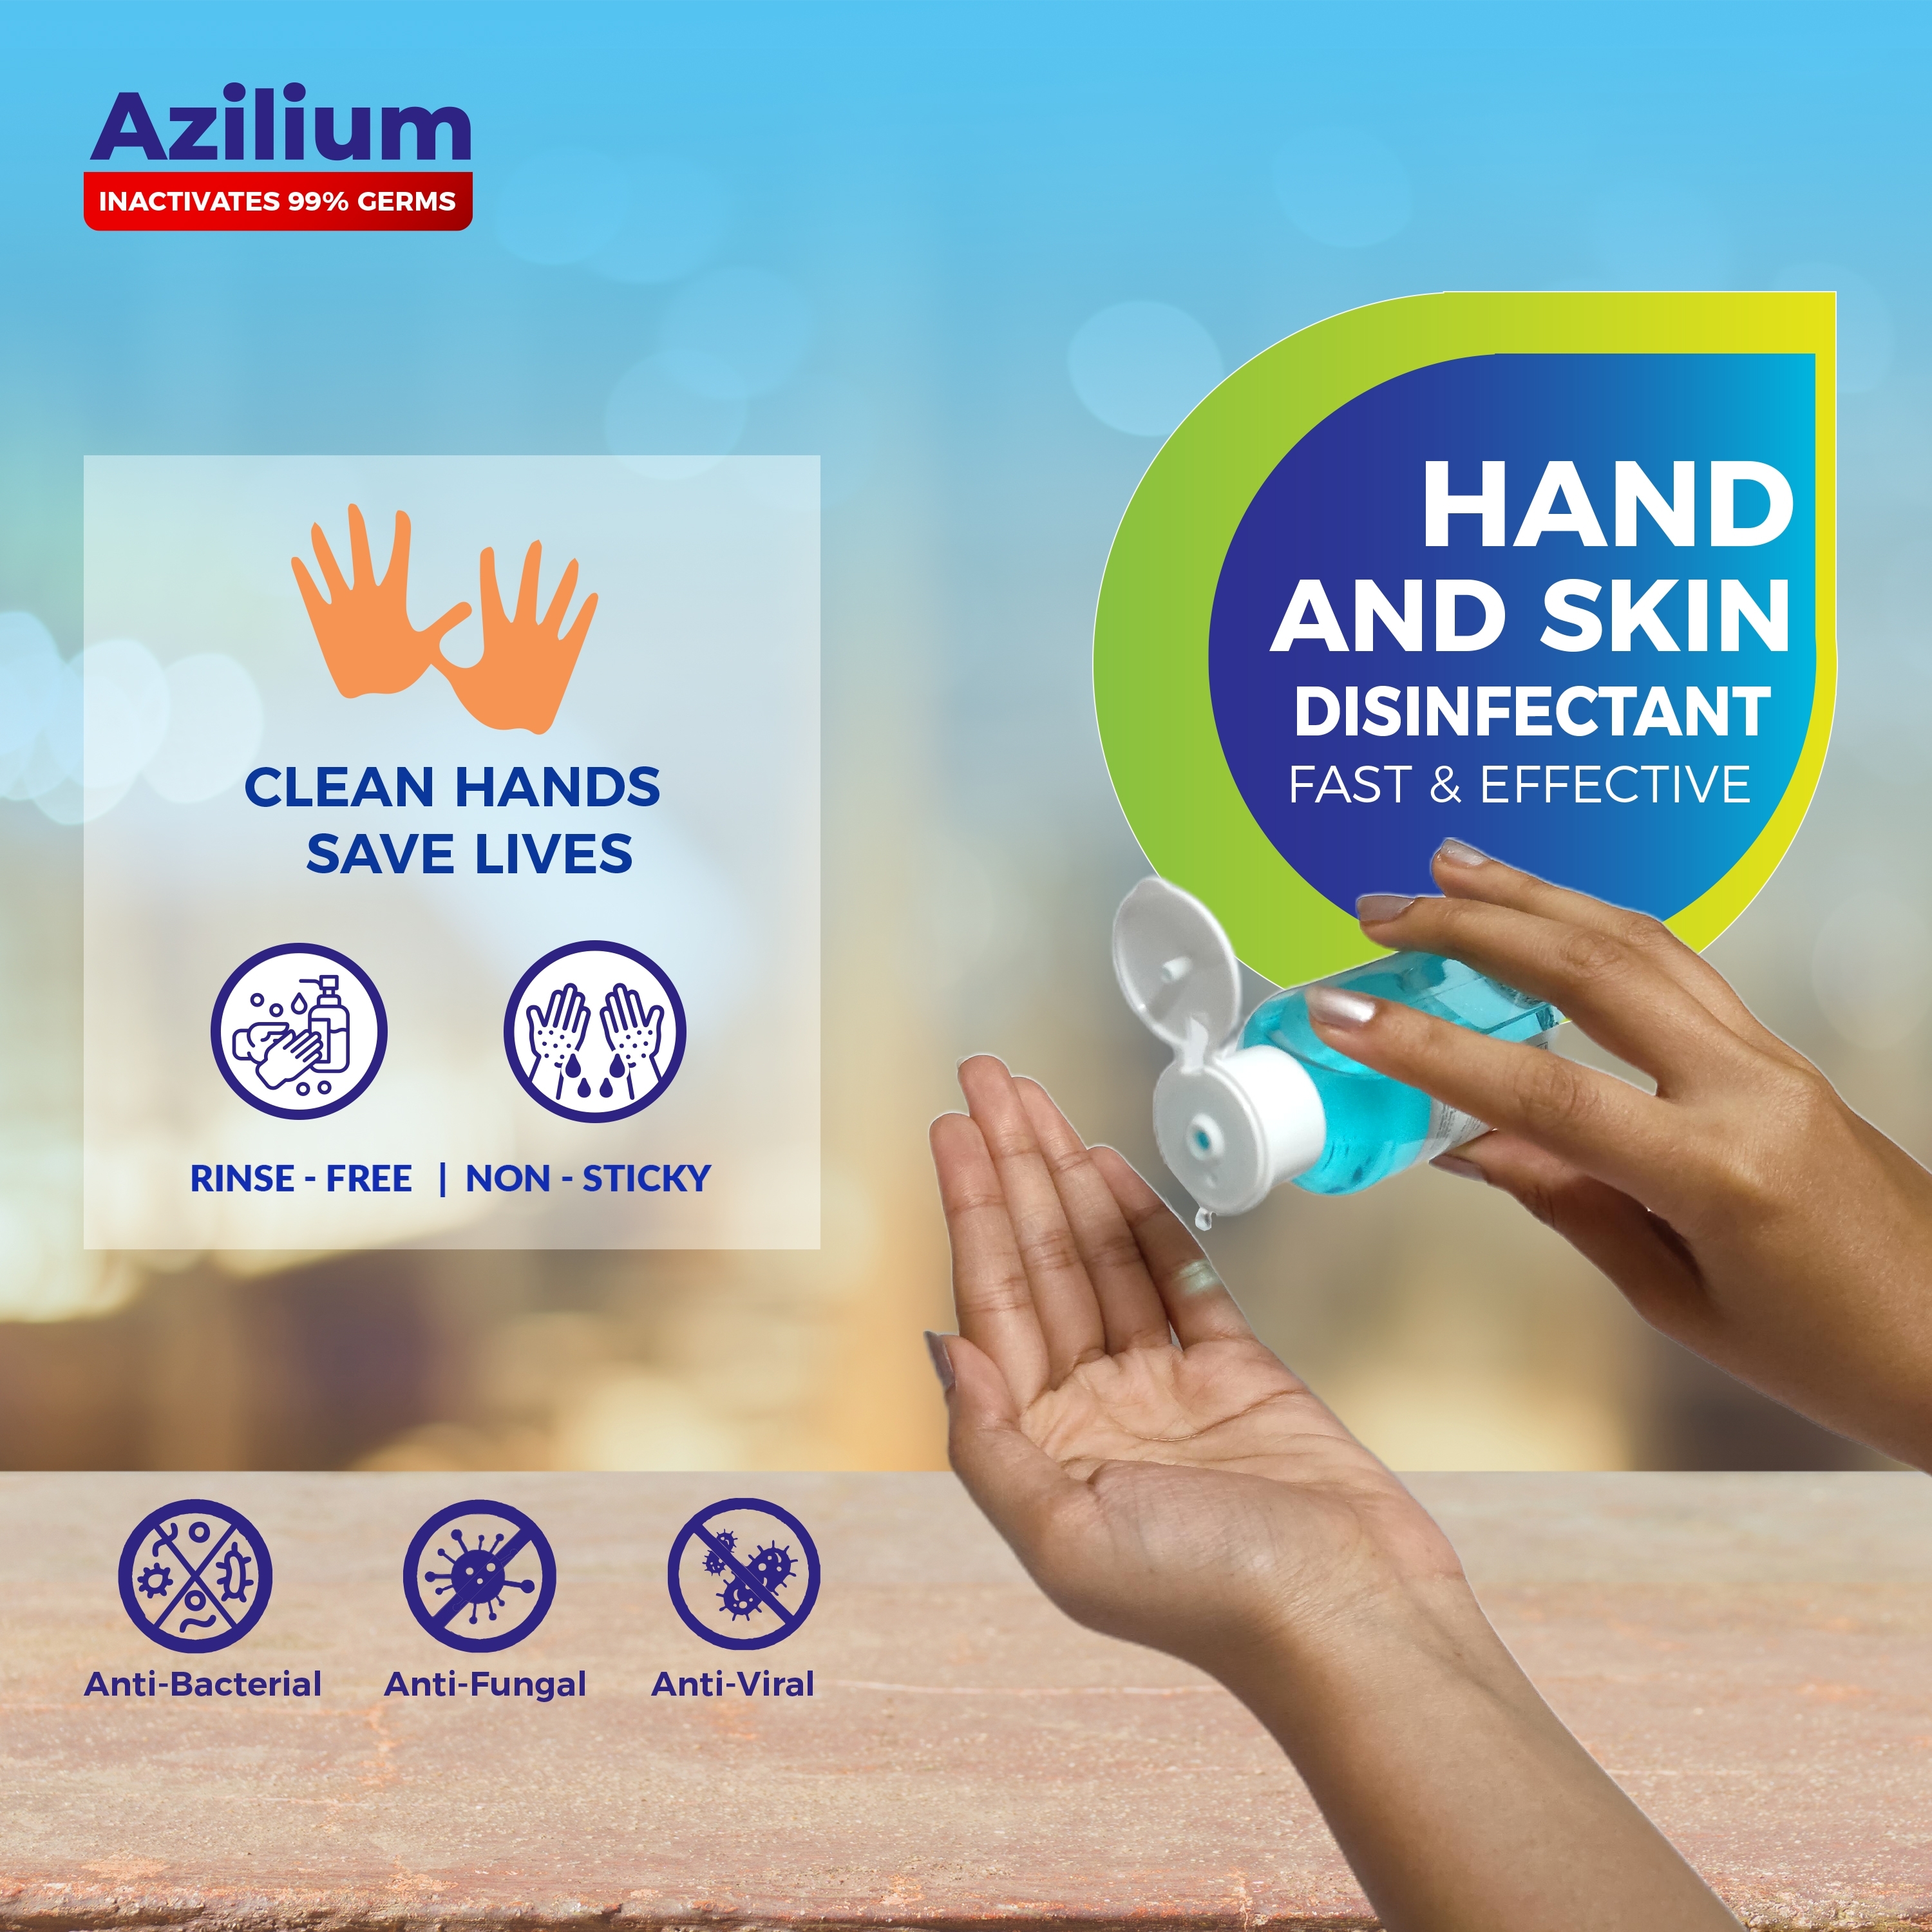 Azilium
INACTIVATES 99% GERMS
HAND
AND SKIN
DISINFECTANT
FAST & EFFECTIVE
CLEAN HANDS
SAVE LIVES
RINSE - FREE | NON - STICKY
Anti-Bacterial
Anti-Fungal
Anti-Viral